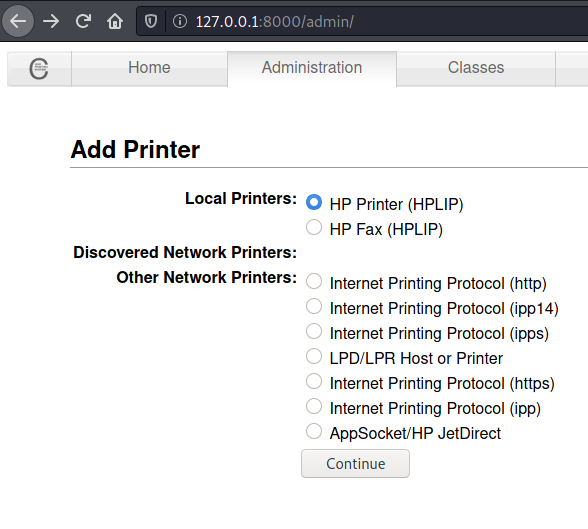 127.0.0.1:8000/admin/
Home Administration Classes
Add Printer
Local Printers: HP Printer (HPLIP)
HP Fax (HPLIP)
Discovered Network Printers:
Other Network Printers:
Internet Printing Protocol (http)
Internet Printing Protocol (ipp14)
Internet Printing Protocol (ipps)
LPD/LPR Host or Printer
Internet Printing Protocol (https)
Internet Printing Protocol (ipp)
AppSocket/HP JetDirect
Continue